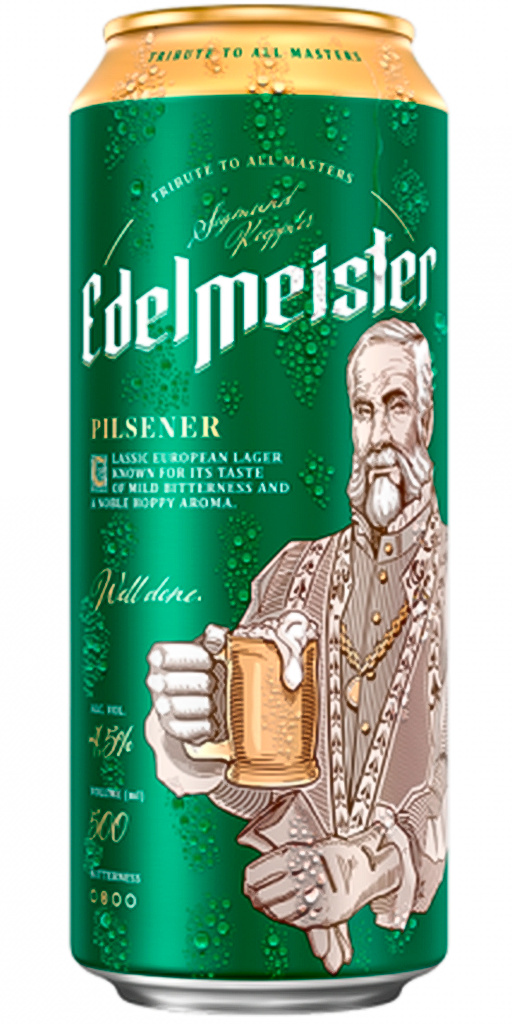 TRIBUTE TO ALL MASTERS
TRIBUTE TO ALL MASTERS
Sigmund
Edelmeister
PILSENER
CLASSIC EUROPEAN LAGER
KNOWN FOR ITS TASTE
OF MILD BITTERNESS AND
A NOBLE HOPPY AROMA.
Well done.
ALC. VOL.
4,5%
VOLUME (ml)
500
BITTERNESS